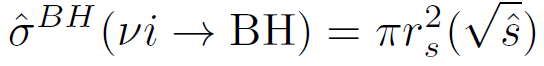 σ̂^{BH}(νi → BH) = πr_s^2(√ŝ)